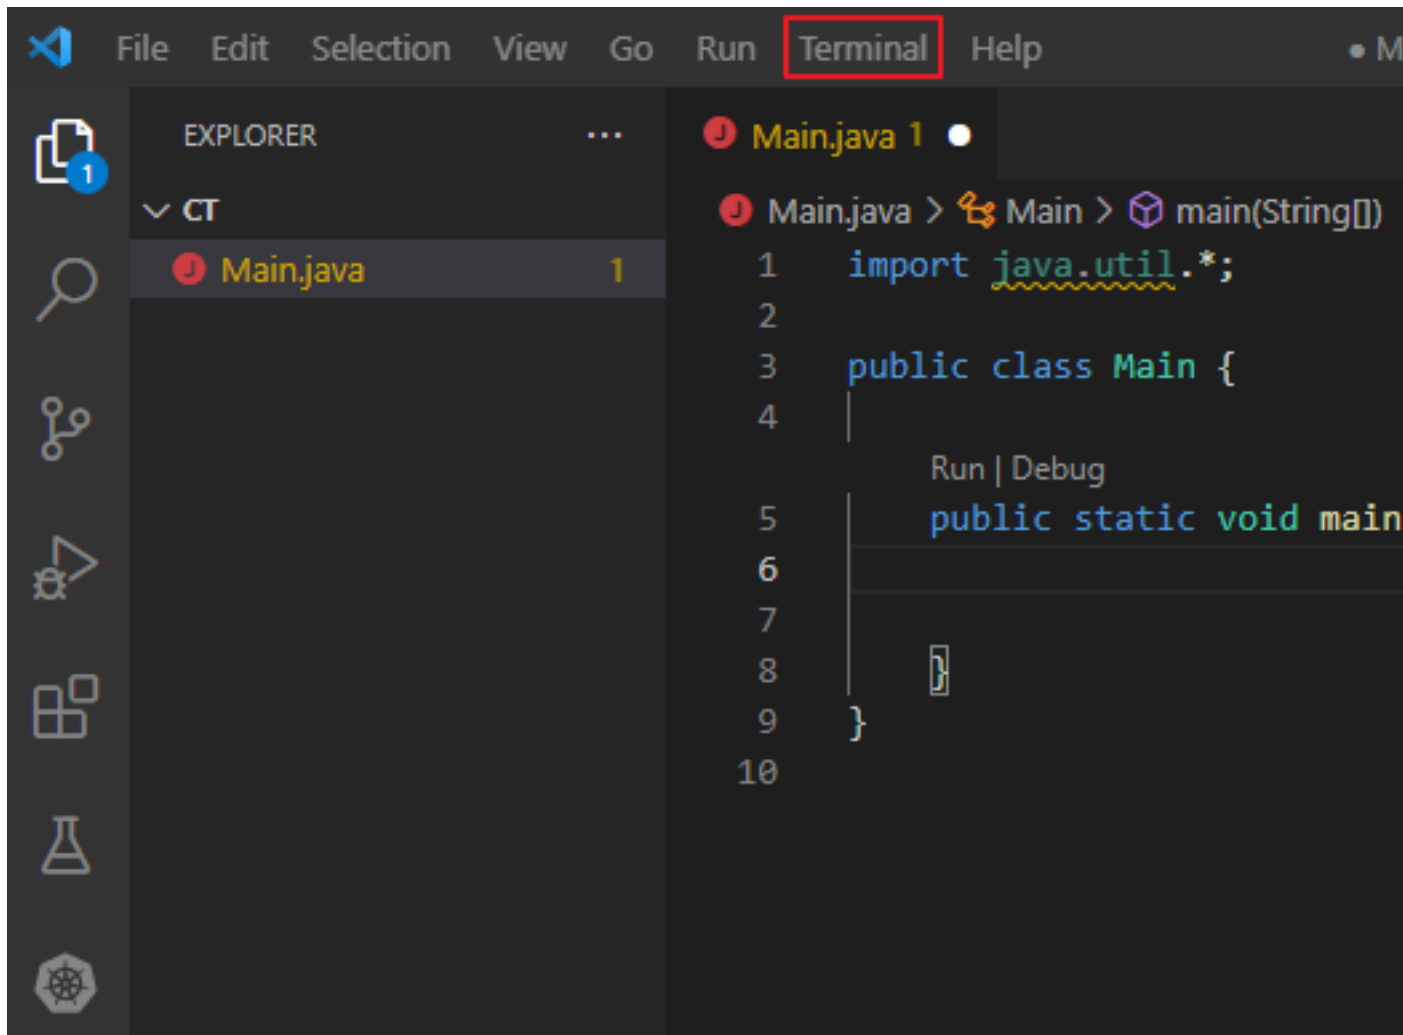 File Edit Selection View Go Run Terminal Help ● M
1
EXPLORER ···
CT
J Main.java 1
J Main.java 1 ●
J Main.java > Main > main(String[])
1 import java.util.*;
2
3 public class Main {
4
Run | Debug
5 public static void main
6
7
8 }
9 }
10